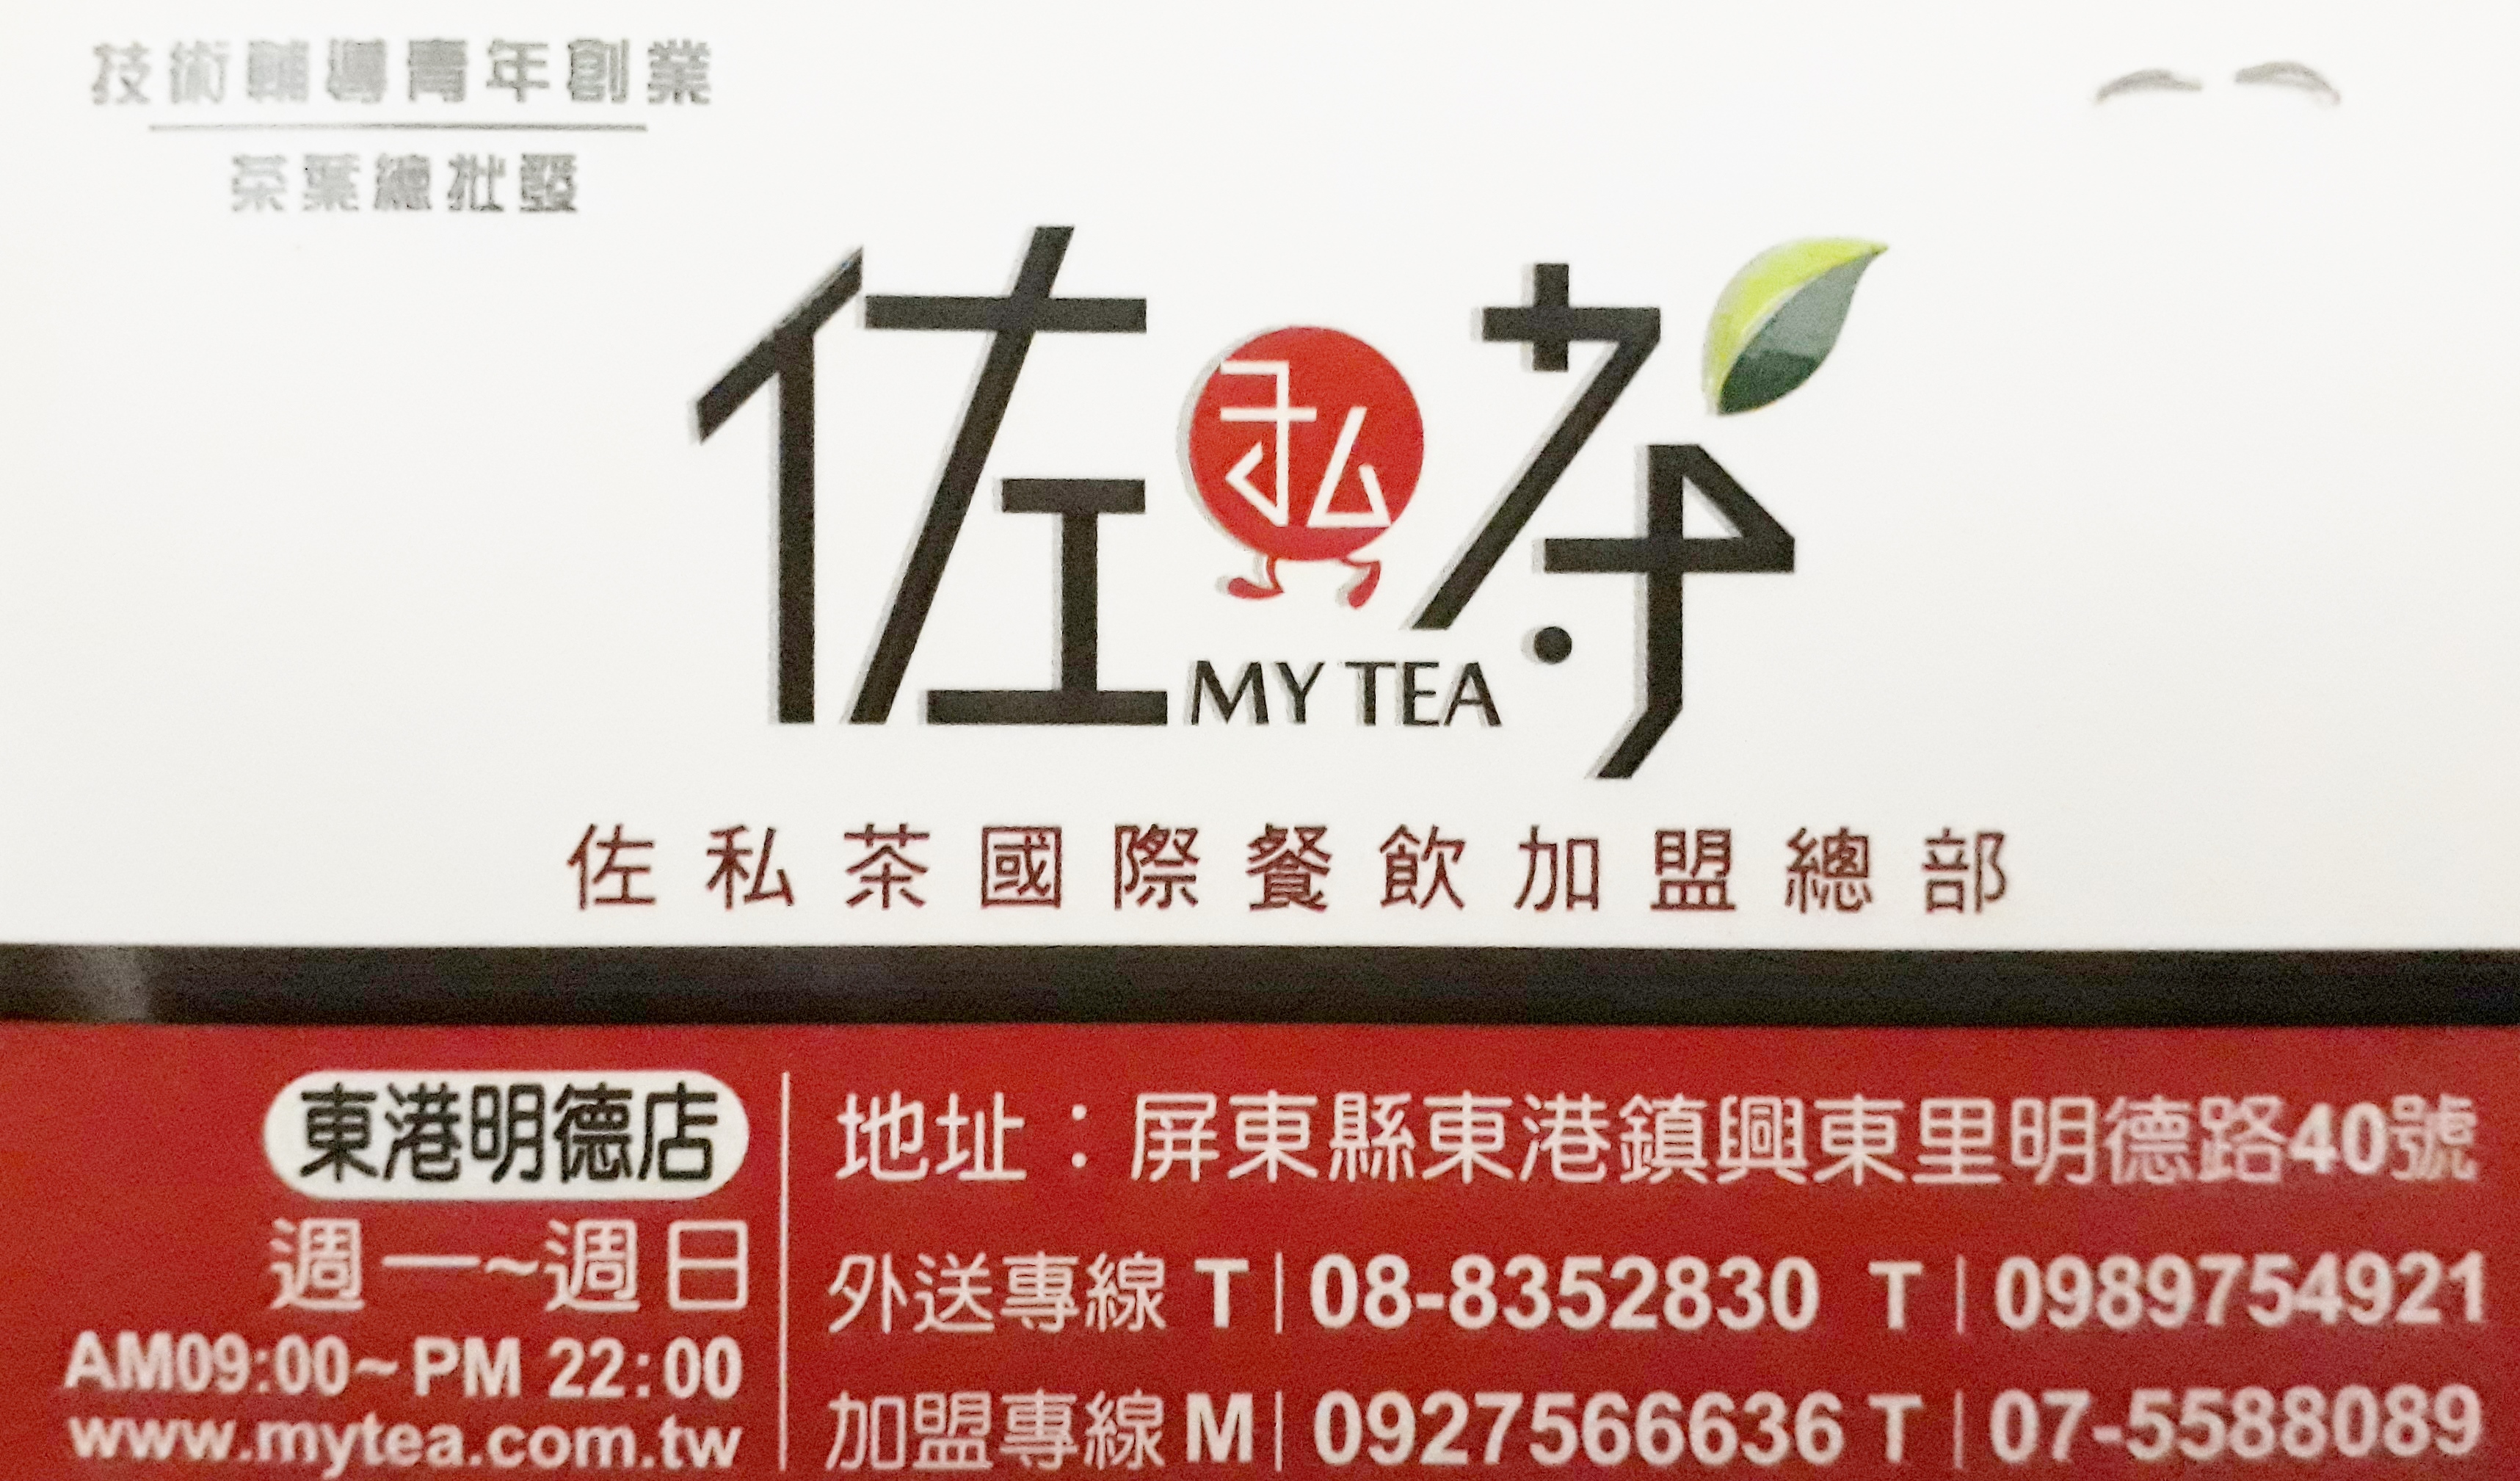 技術輔導青年創業
茶葉總批發
佐私茶
MY TEA
佐私茶國際餐飲加盟總部
東港明德店
週一~週日
AM09:00~PM 22:00
www.mytea.com.tw
地址：屏東縣東港鎮興東里明德路40號
外送專線 T | 08-8352830 T | 0989754921
加盟專線 M | 0927566636 T | 07-5588089